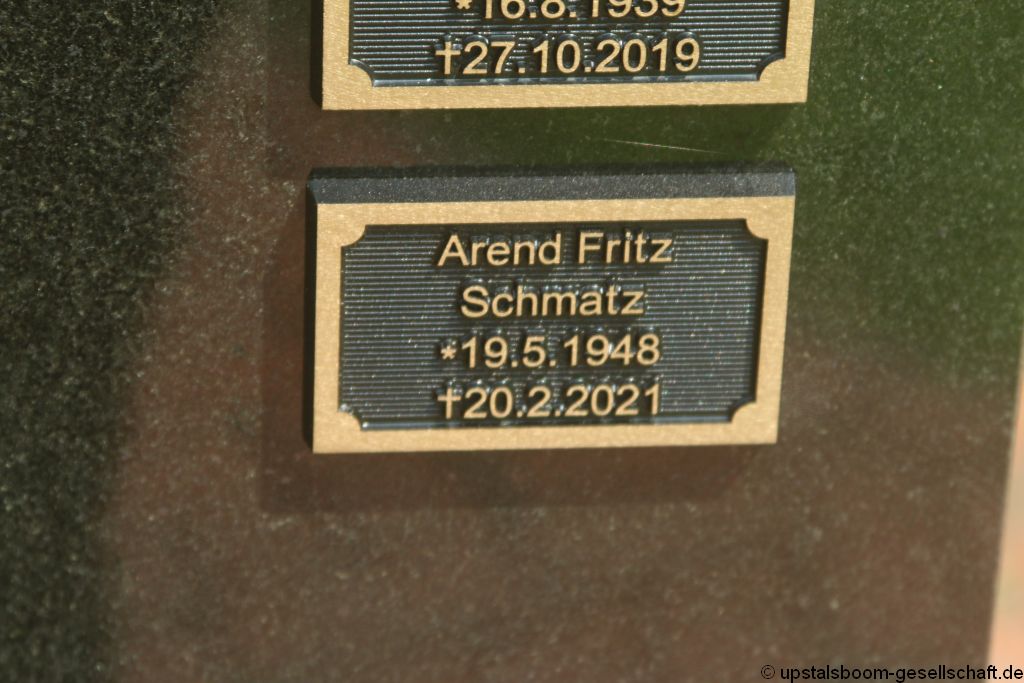 *16.8.1939
†27.10.2019
Arend Fritz
Schmatz
*19.5.1948
†20.2.2021
© upstalsboom-gesellschaft.de